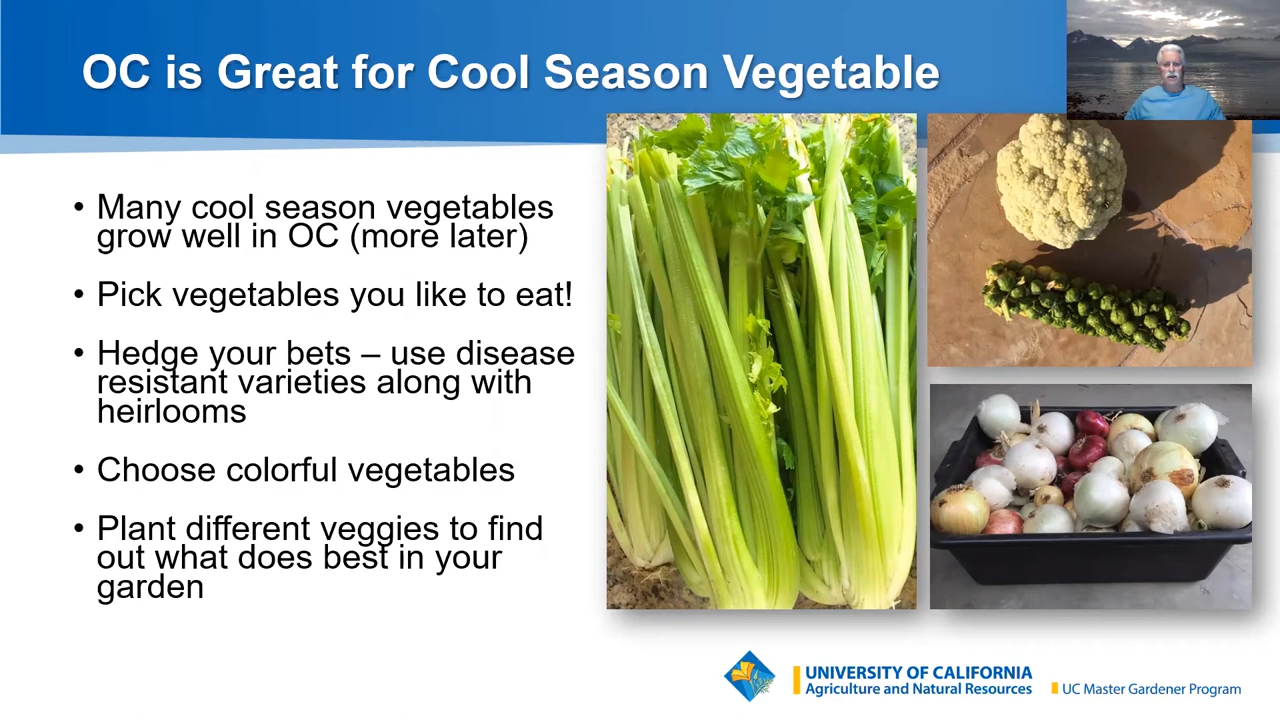 OC is Great for Cool Season Vegetable
• Many cool season vegetables
grow well in OC (more later)
• Pick vegetables you like to eat!
• Hedge your bets – use disease
resistant varieties along with
heirlooms
• Choose colorful vegetables
• Plant different veggies to find
out what does best in your
garden
UNIVERSITY OF CALIFORNIA
Agriculture and Natural Resources
UC Master Gardener Program